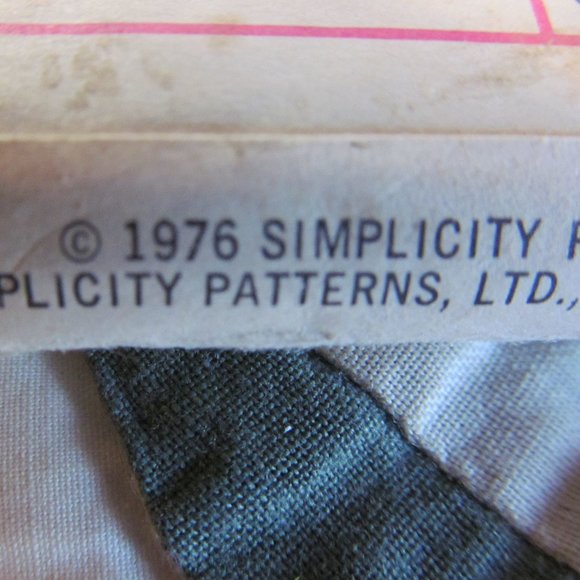 © 1976 SIMPLICITY
PLICITY PATTERNS, LTD.,